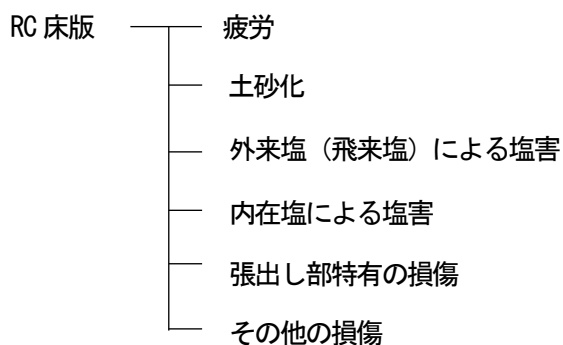 RC床版 疲労
土砂化
外来塩（飛来塩）による塩害
内在塩による塩害
張出し部特有の損傷
その他の損傷